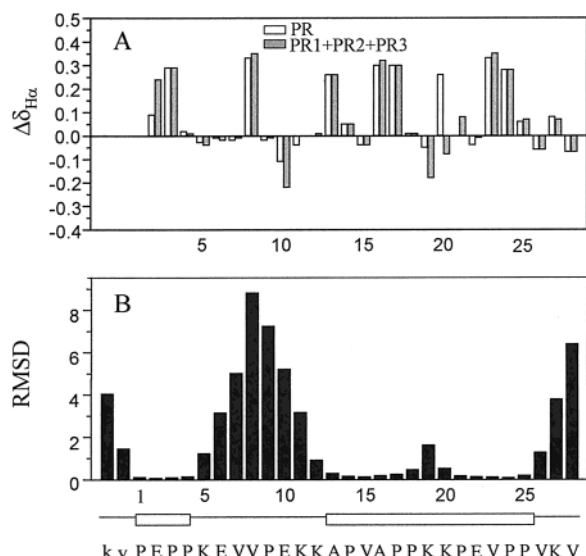 0.5
0.4
0.3
0.2
0.1
0.0
-0.1
-0.2
-0.3
-0.4
ΔδHα
A
PR
PR1+PR2+PR3
5 10 15 20 25
B
RMSD
8
6
4
2
0
1 5 10 15 20 25
k v P E P P K E V V P E K K A P V A P P K K P E V P P V K V